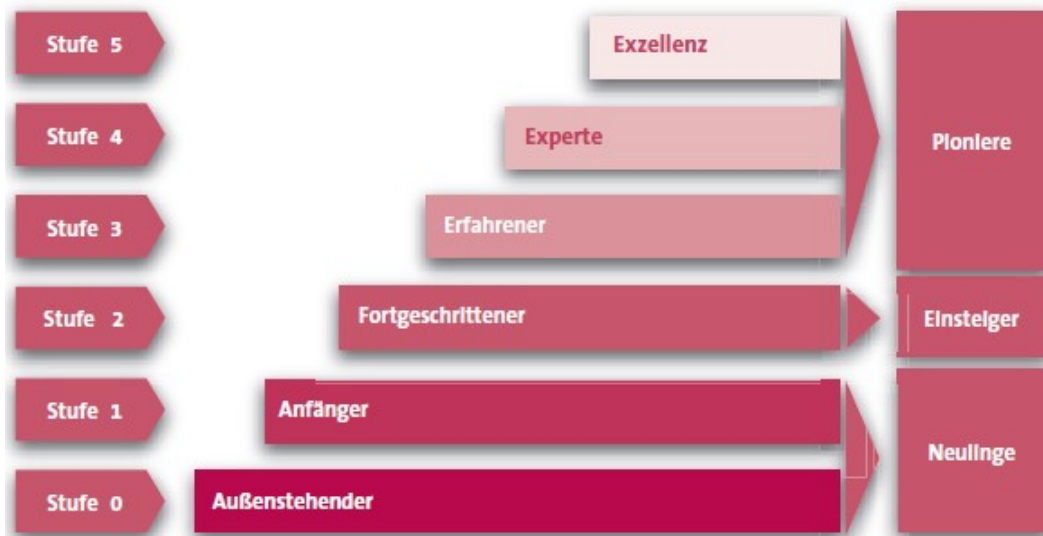 Stufe 5
Exzellenz
Stufe 4
Experte
Pioniere
Stufe 3
Erfahrener
Stufe 2
Fortgeschrittener
Einsteiger
Stufe 1
Anfänger
Neulinge
Stufe 0
Außenstehender